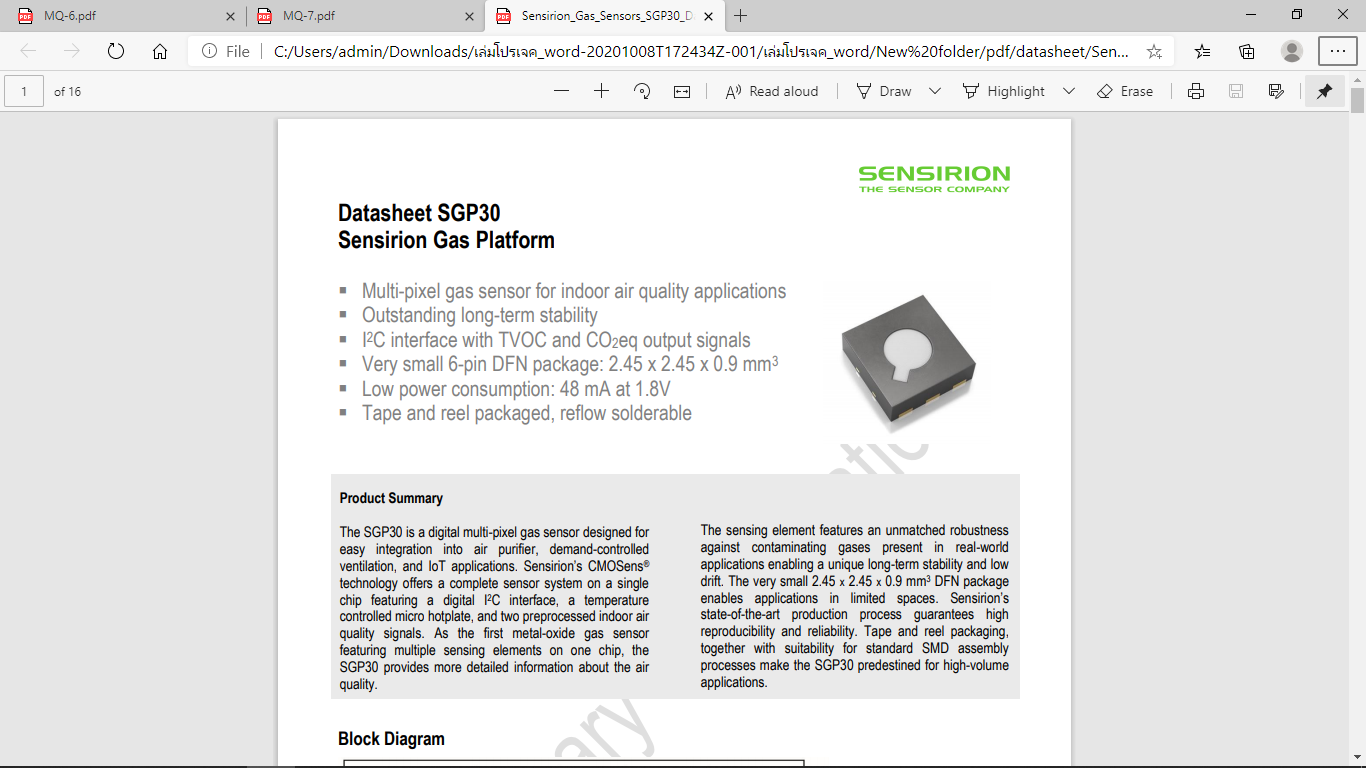 MQ-6.pdf
MQ-7.pdf
Sensirion_Gas_Sensors_SGP30_D
File
C:/Users/admin/Downloads/เล่มโปรเจค_word-20201008T172434Z-001/เล่มโปรเจค_word/New%20folder/pdf/datasheet/Sen...
1 of 16
Read aloud
Draw
Highlight
Erase
SENSIRION
THE SENSOR COMPANY
Datasheet SGP30
Sensirion Gas Platform
▪ Multi-pixel gas sensor for indoor air quality applications
▪ Outstanding long-term stability
▪ I²C interface with TVOC and CO₂eq output signals
▪ Very small 6-pin DFN package: 2.45 x 2.45 x 0.9 mm³
▪ Low power consumption: 48 mA at 1.8V
▪ Tape and reel packaged, reflow solderable
Product Summary
The SGP30 is a digital multi-pixel gas sensor designed for
easy integration into air purifier, demand-controlled
ventilation, and IoT applications. Sensirion's CMOSens®
technology offers a complete sensor system on a single
chip featuring a digital I²C interface, a temperature
controlled micro hotplate, and two preprocessed indoor air
quality signals. As the first metal-oxide gas sensor
featuring multiple sensing elements on one chip, the
SGP30 provides more detailed information about the air
quality.
The sensing element features an unmatched robustness
against contaminating gases present in real-world
applications enabling a unique long-term stability and low
drift. The very small 2.45 x 2.45 x 0.9 mm³ DFN package
enables applications in limited spaces. Sensirion's
state-of-the-art production process guarantees high
reproducibility and reliability. Tape and reel packaging,
together with suitability for standard SMD assembly
processes make the SGP30 predestined for high-volume
applications.
Block Diagram